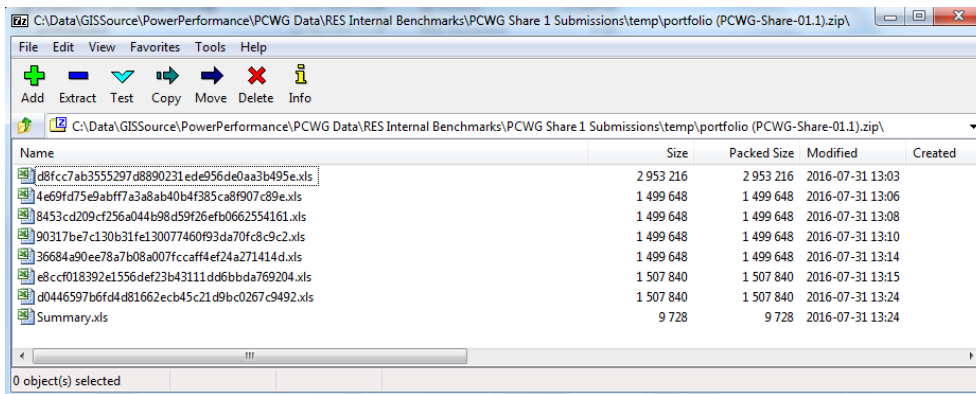 C:\Data\GISSource\PowerPerformance\PCWG Data\RES Internal Benchmarks\PCWG Share 1 Submissions\temp\portfolio (PCWG-Share-01.1).zip\
File Edit View Favorites Tools Help
Add Extract Test Copy Move Delete Info
C:\Data\GISSource\PowerPerformance\PCWG Data\RES Internal Benchmarks\PCWG Share 1 Submissions\temp\portfolio (PCWG-Share-01.1).zip\
Name Size Packed Size Modified Created
d8fcc7ab3555297d8890231ede956de0aa3b495e.xls 2 953 216 2 953 216 2016-07-31 13:03
4e69fd75e9abff7a3a8ab40b4f385ca8f907c89e.xls 1 499 648 1 499 648 2016-07-31 13:06
8453cd209cf256a044b98d59f26efb0662554161.xls 1 499 648 1 499 648 2016-07-31 13:08
90317be7c130b31fe130077460f93da70fc8c9c2.xls 1 499 648 1 499 648 2016-07-31 13:10
36684a90ee78a7b08a007fccaff4ef24a271414d.xls 1 499 648 1 499 648 2016-07-31 13:14
e8ccf018392e1556def23b43111dd6bbda769204.xls 1 507 840 1 507 840 2016-07-31 13:15
d0446597b6fd4d81662ecb45c21d9bc0267c9492.xls 1 507 840 1 507 840 2016-07-31 13:24
Summary.xls 9 728 9 728 2016-07-31 13:24
0 object(s) selected